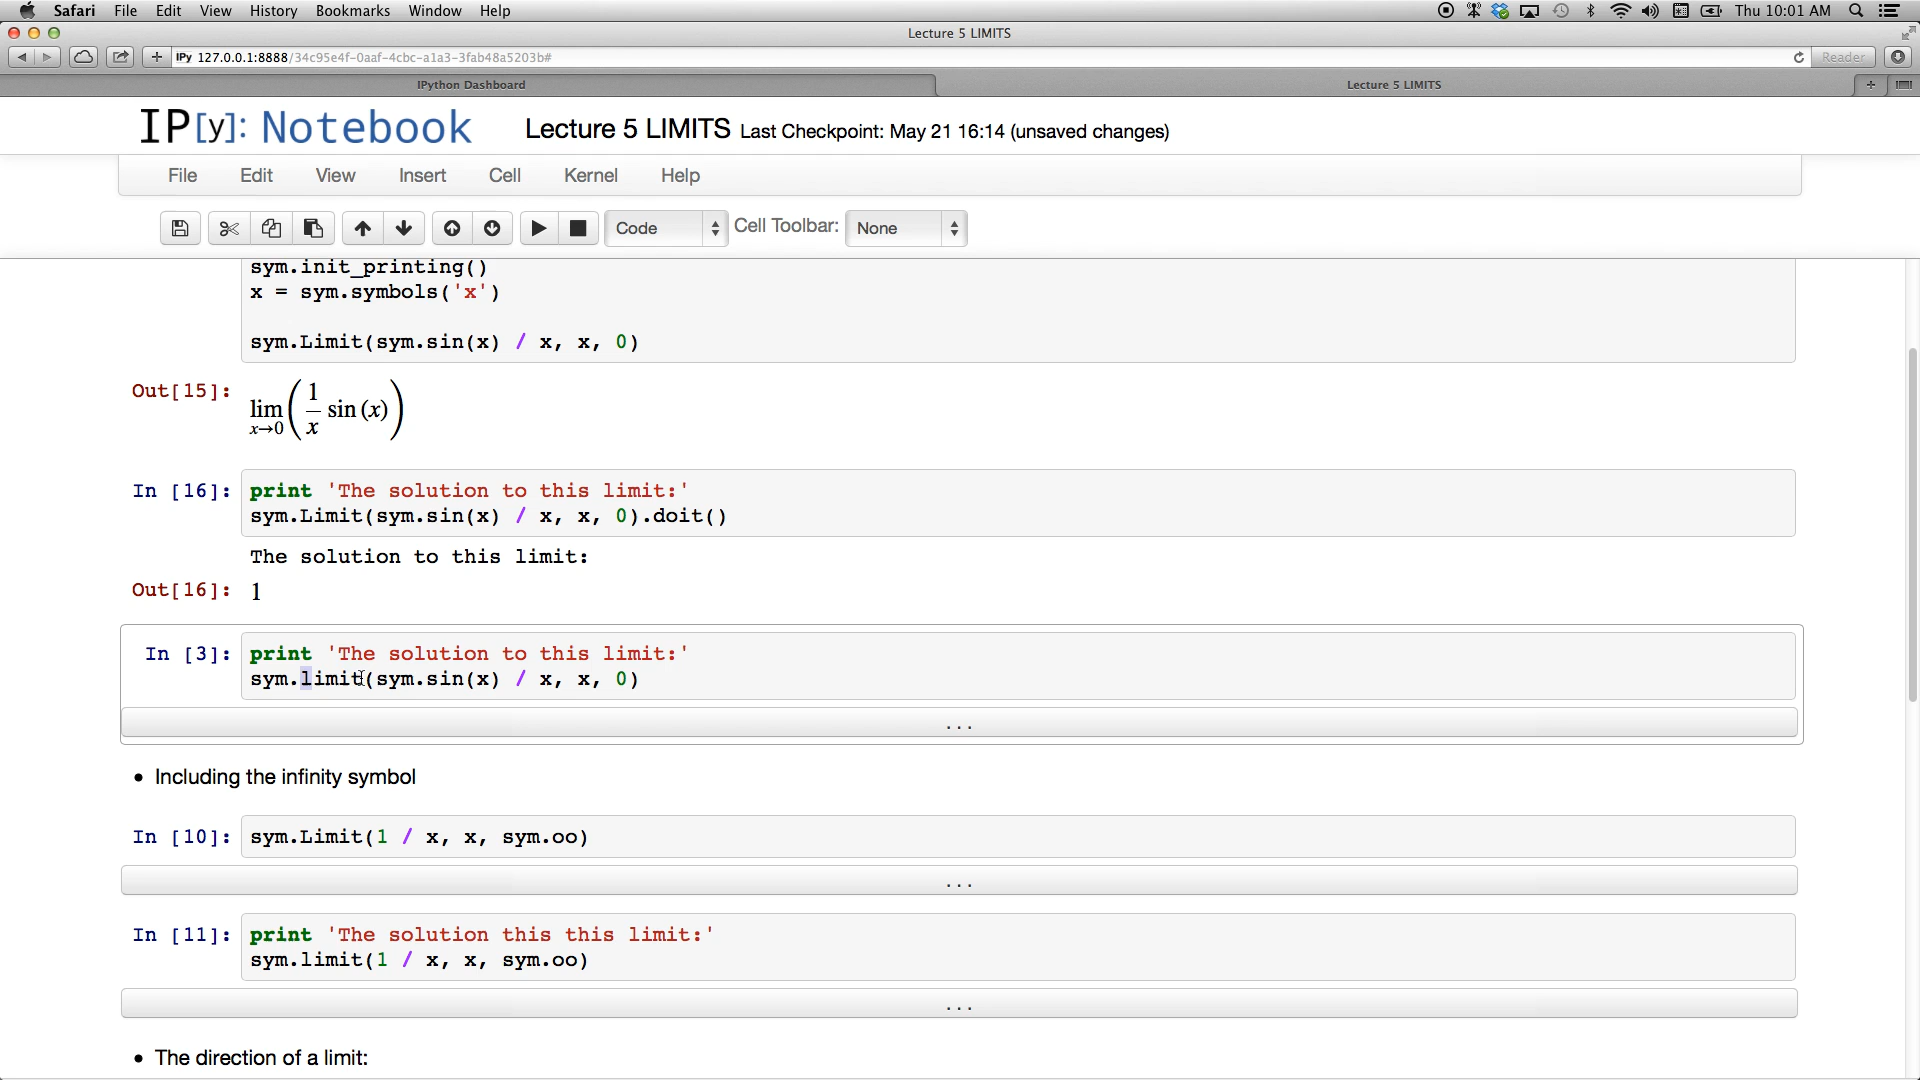 Safari File Edit View History Bookmarks Window Help Thu 10:01 AM
Lecture 5 LIMITS
IPy 127.0.0.1:8888/34c95e4f-0aaf-4cbc-a1a3-3fab48a5203b# Reader
IPython Dashboard Lecture 5 LIMITS
IP[y]: Notebook Lecture 5 LIMITS Last Checkpoint: May 21 16:14 (unsaved changes)
File Edit View Insert Cell Kernel Help
Code Cell Toolbar: None
sym.init_printing()
x = sym.symbols('x')
sym.Limit(sym.sin(x) / x, x, 0)
Out[15]: lim x→0 (1/x sin (x))
In [16]: print 'The solution to this limit:'
sym.Limit(sym.sin(x) / x, x, 0).doit()
The solution to this limit:
Out[16]: 1
In [3]: print 'The solution to this limit:'
sym.limit(sym.sin(x) / x, x, 0)
...
• Including the infinity symbol
In [10]: sym.Limit(1 / x, x, sym.oo)
...
In [11]: print 'The solution this this limit:'
sym.limit(1 / x, x, sym.oo)
...
• The direction of a limit: